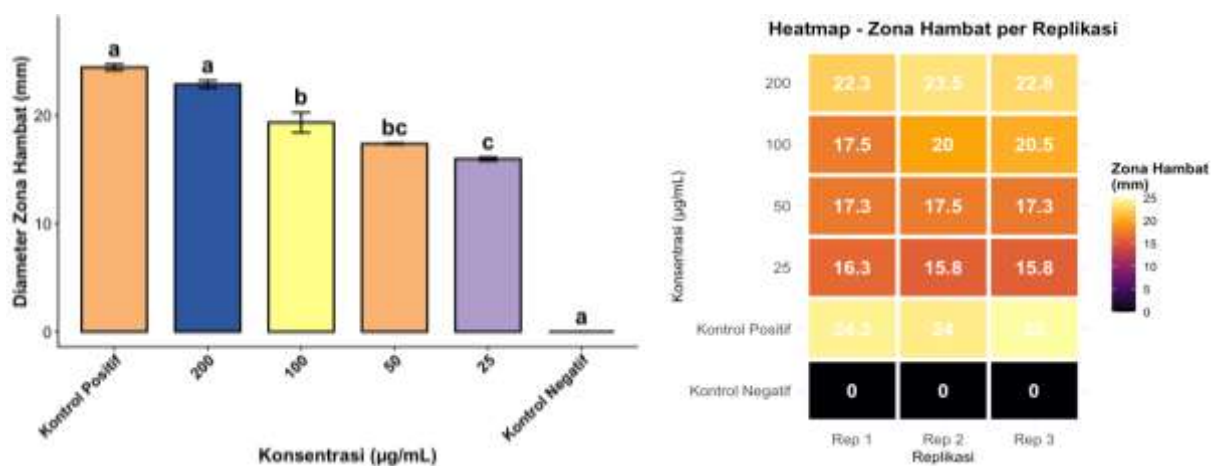 Diameter Zona Hambat (mm)
20
10
0
a
a
b
bc
c
a
Kontrol Positif
200
100
50
25
Kontrol Negatif
Konsentrasi (µg/mL)
Heatmap - Zona Hambat per Replikasi
Konsentrasi (µg/mL)
200 22.3 23.5 22.8
100 17.5 20 20.5
50 17.3 17.5 17.3
25 16.3 15.8 15.8
Kontrol Positif 24.3 24
Kontrol Negatif 0 0 0
Rep 1 Rep 2 Rep 3
Replikasi
Zona Hambat
(mm)
25
20
15
10
5
0